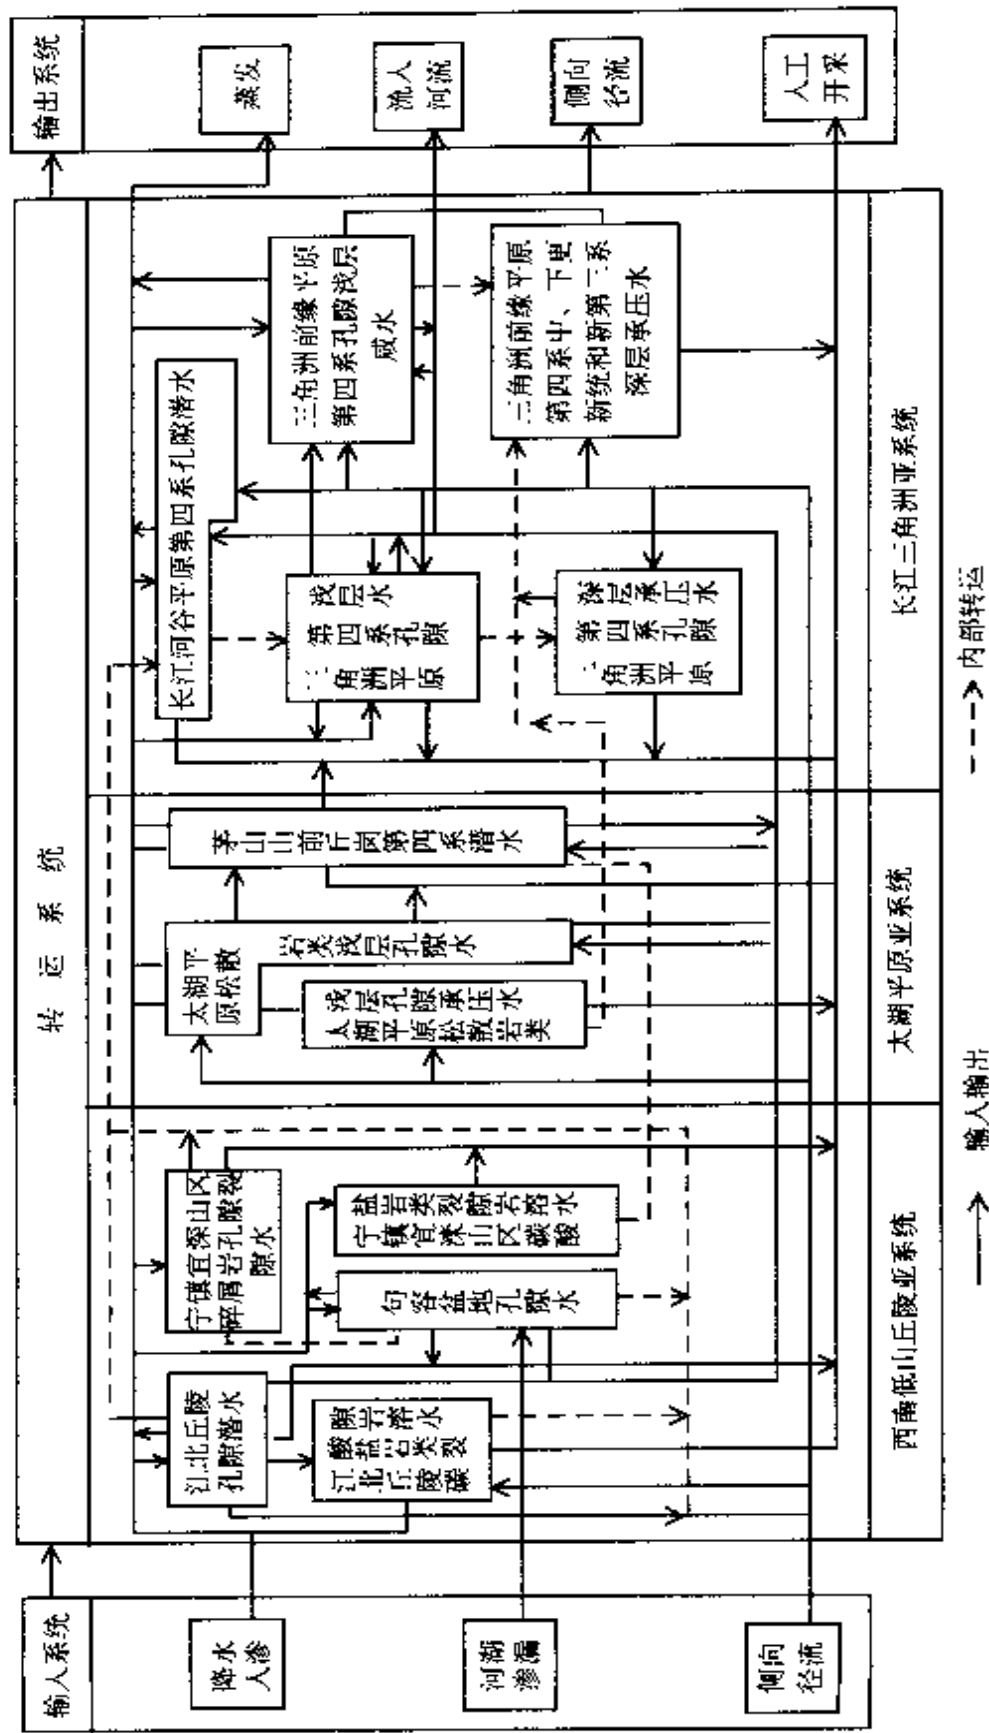 输入系统
降水
人渗
河湖
渗漏
侧向
径流
转运系统
江北丘陵
孔隙潜水
江北丘陵碳
酸盐岩类裂
隙岩溶水
宁镇宜溧山区
碎屑岩孔隙裂
隙水
句容盆地孔隙水
宁镇宜溧山区碳酸
盐岩类裂隙岩溶水
西南低山丘陵亚系统
太湖平
原松散
岩类浅层孔隙水
太湖平原松散岩类
浅层孔隙承压水
茅山山前丘岗第四系潜水
太湖平原亚系统
长江河谷平原第四系孔隙潜水
三角洲平原
第四系孔隙
浅层水
三角洲平原
第四系孔隙
深层承压水
三角洲前缘平原
第四系孔隙浅层
咸水
三角洲前缘平原
第四系中、下更
新统和新第三系
深层承压水
长江三角洲亚系统
输出系统
蒸发
流人
河流
侧向
径流
人工
开采
输人输出
内部转运